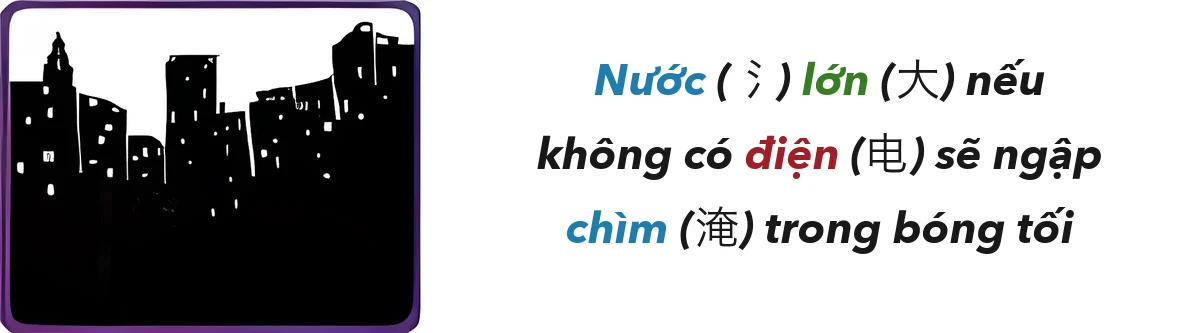 Nước (氵) lớn (大) nếu
không có điện (电) sẽ ngập
chìm (淹) trong bóng tối